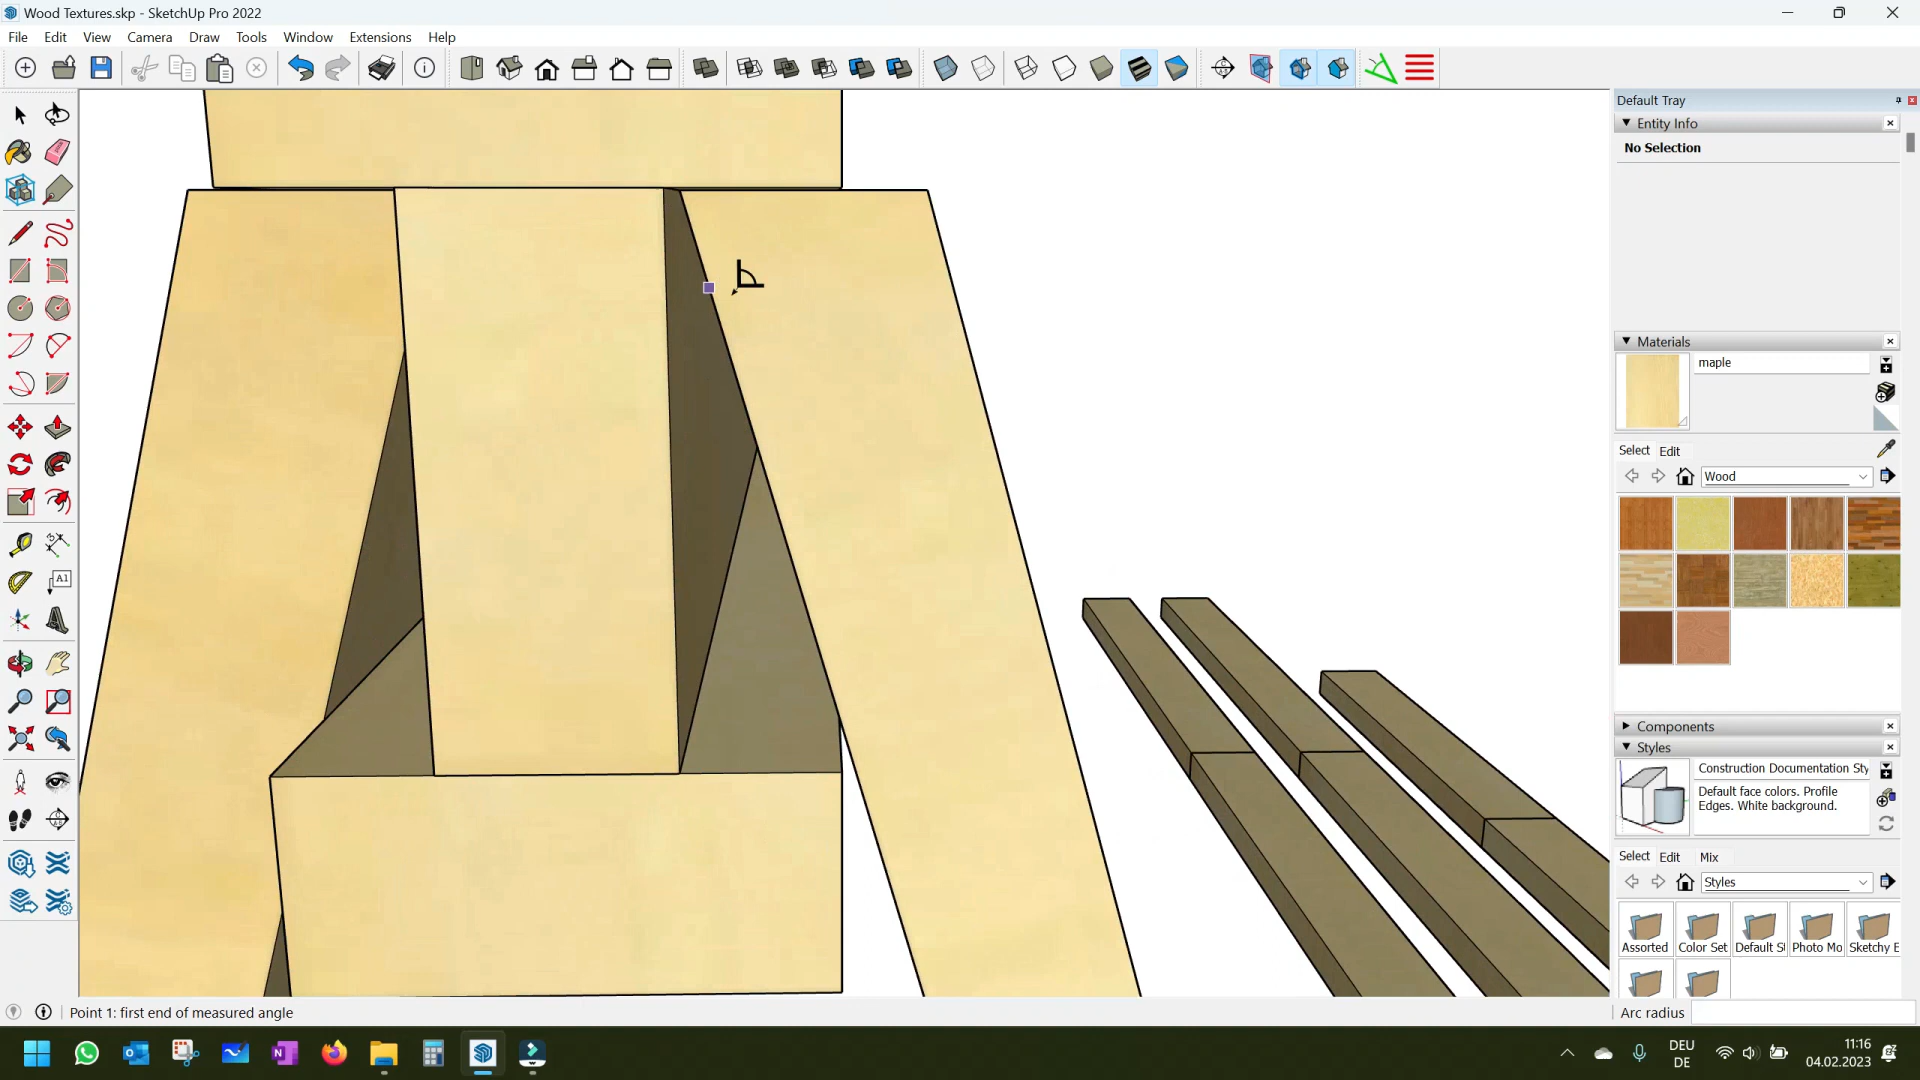 Wood Textures.skp - SketchUp Pro 2022
File Edit View Camera Draw Tools Window Extensions Help
Default Tray
Entity Info
No Selection
Materials
maple
Select Edit
Wood
Components
Styles
Construction Documentation Sty
Default face colors. Profile
Edges. White background.
Select Edit Mix
Styles
Assorted Color Set Default S Photo Mo Sketchy E
A1
Point 1: first end of measured angle
Arc radius
DEU
DE
11:16
04.02.2023